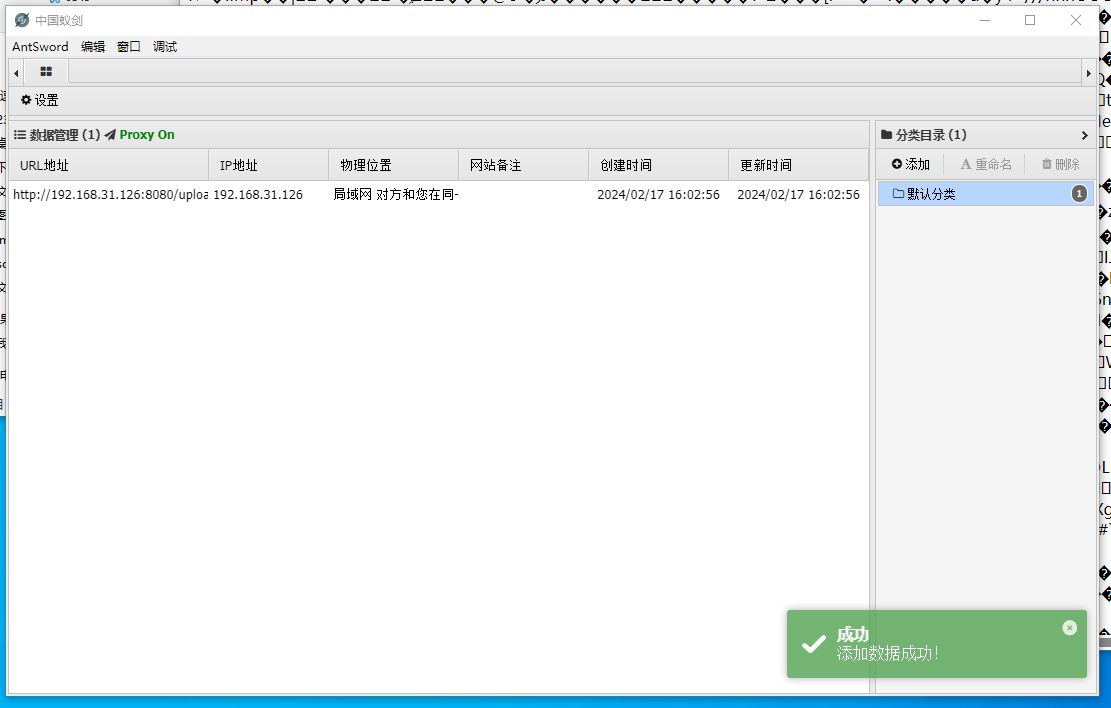 中国蚁剑
AntSword 编辑 窗口 调试
设置
数据管理 (1) Proxy On
URL地址 IP地址 物理位置 网站备注 创建时间 更新时间
http://192.168.31.126:8080/uploa 192.168.31.126 局域网 对方和您在同- 2024/02/17 16:02:56 2024/02/17 16:02:56
分类目录 (1)
添加 重命名 删除
默认分类 1
成功
添加数据成功!